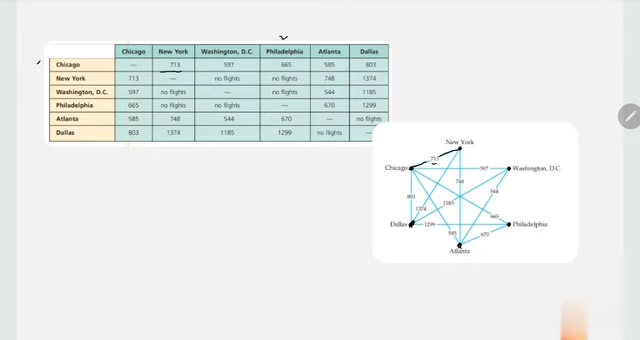 Chicago New York Washington, D.C. Philadelphia Atlanta Dallas
Chicago — 713 597 665 585 803
New York 713 — no flights no flights 748 1374
Washington, D.C. 597 no flights — no flights 544 1185
Philadelphia 665 no flights no flights — 670 1299
Atlanta 585 748 544 670 — no flights
Dallas 803 1374 1185 1299 no flights —
New York
713
Chicago 597 Washington, D.C.
748
544
803
1185
1374
665
Dallas 1299 Philadelphia
585 670
Atlanta